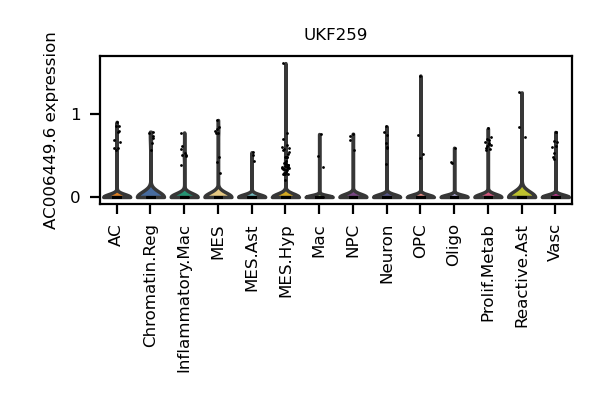 UKF259
AC006449.6 expression
1
0
AC
Chromatin.Reg
Inflammatory.Mac
MES
MES.Ast
MES.Hyp
Mac
NPC
Neuron
OPC
Oligo
Prolif.Metab
Reactive.Ast
Vasc